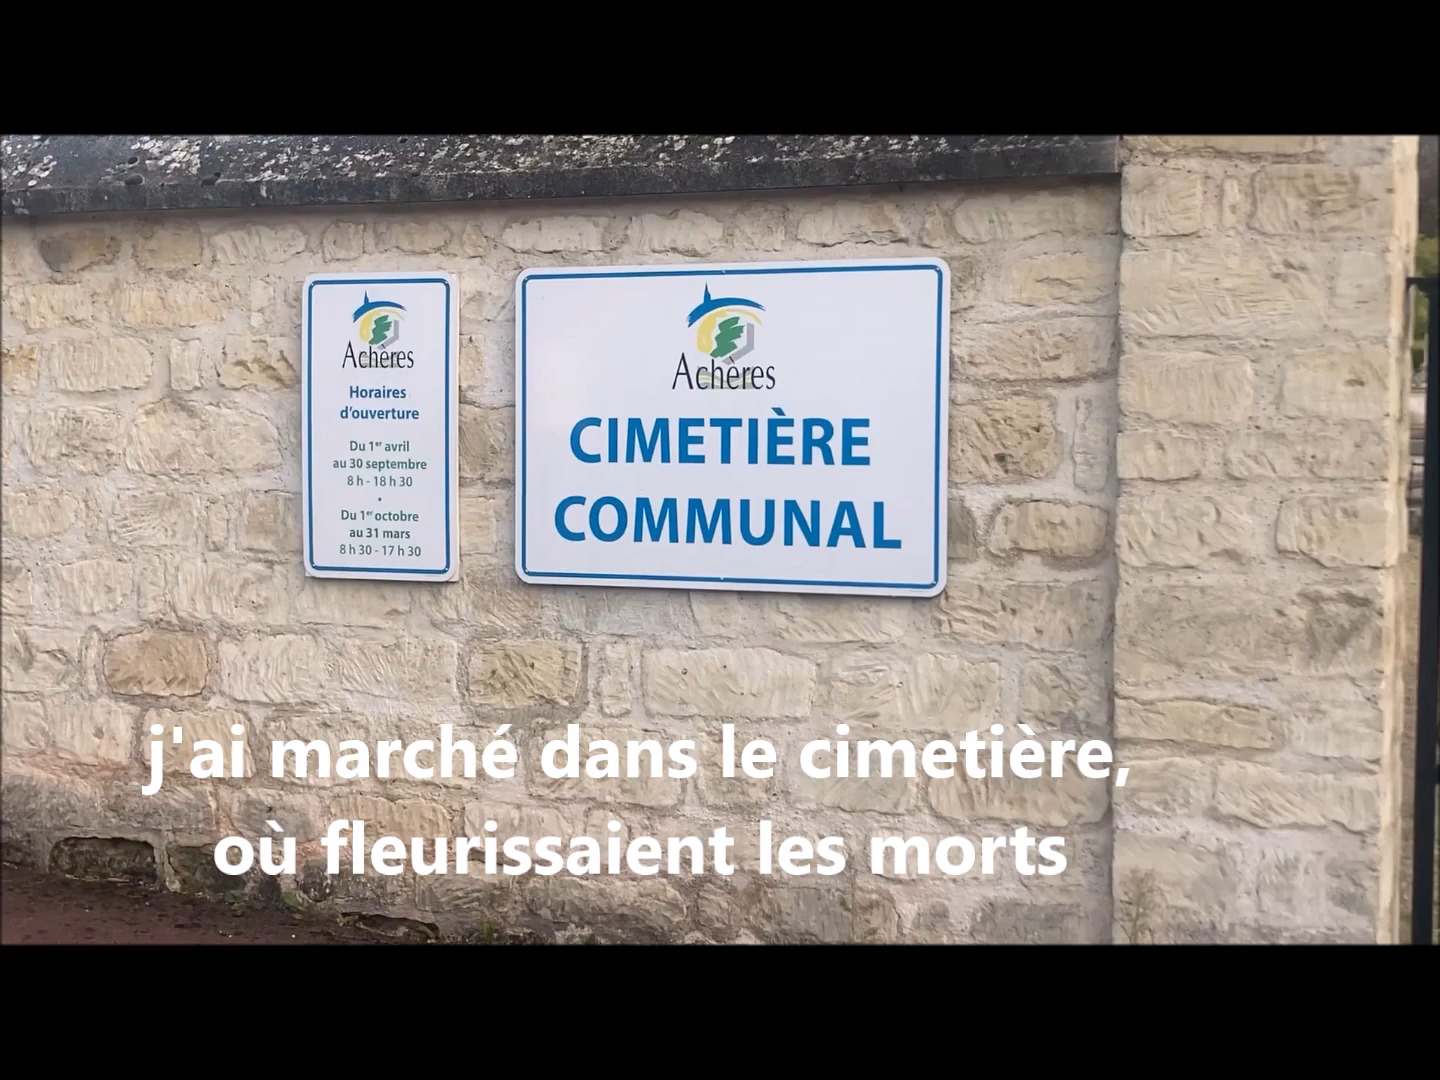 Achères
Horaires
d'ouverture
Du 1er avril
au 30 septembre
8 h - 18 h 30
•
Du 1er octobre
au 31 mars
8 h 30 - 17 h 30
Achères
CIMETIÈRE
COMMUNAL
j'ai marché dans le cimetière,
où fleurissaient les morts